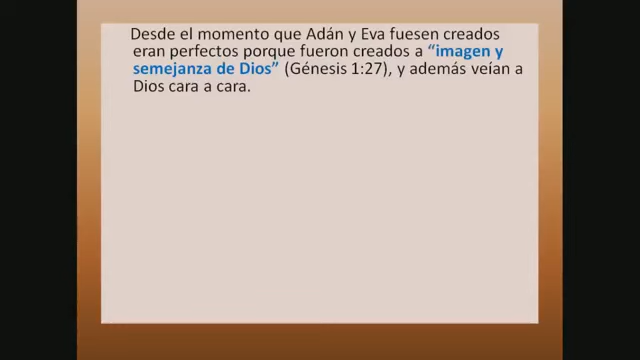 Desde el momento que Adán y Eva fuesen creados
eran perfectos porque fueron creados a “imagen y
semejanza de Dios” (Génesis 1:27), y además veían a
Dios cara a cara.